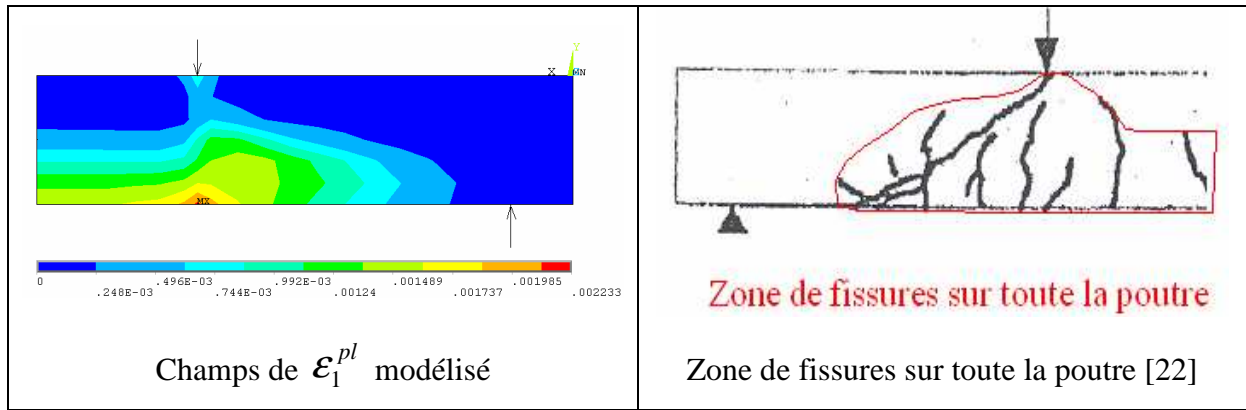 Y
X
MX
0
.248E-03
.496E-03
.744E-03
.992E-03
.00124
.001489
.001737
.001985
.002233
Champs de ε₁ᵖˡ modélisé
Zone de fissures sur toute la poutre
Zone de fissures sur toute la poutre [22]